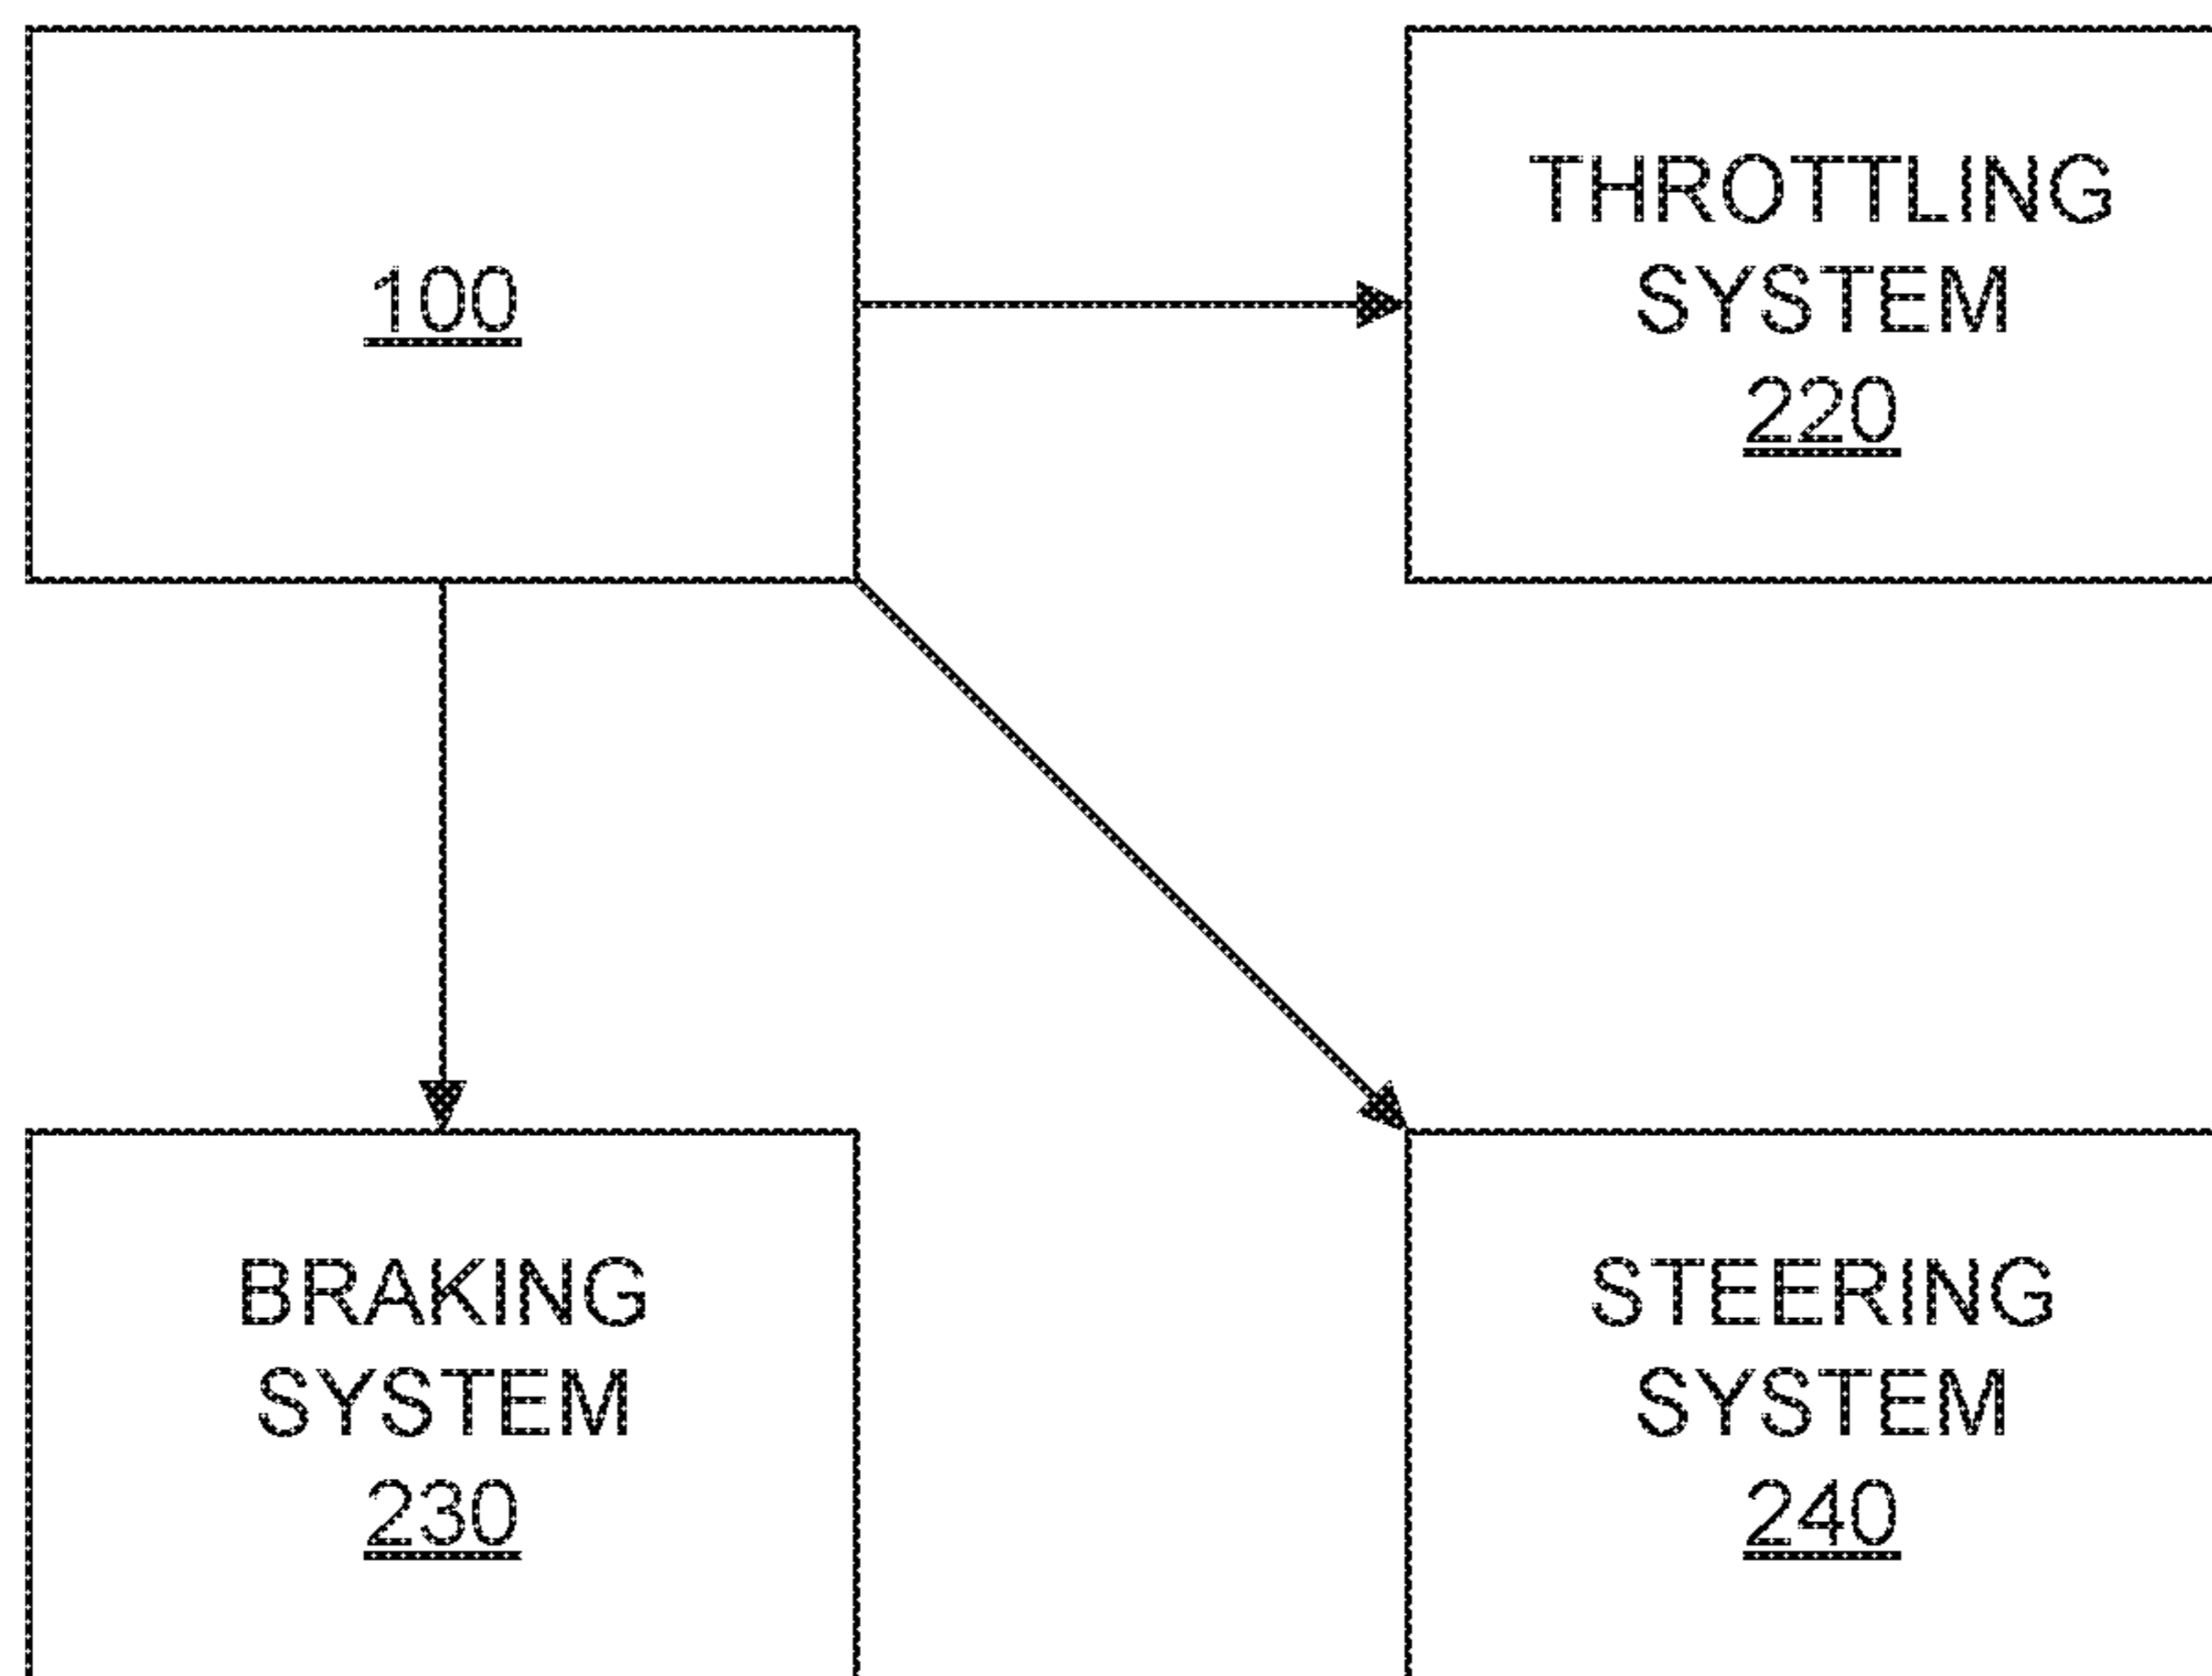 100
THROTTLING
SYSTEM
220
BRAKING
SYSTEM
230
STEERING
SYSTEM
240